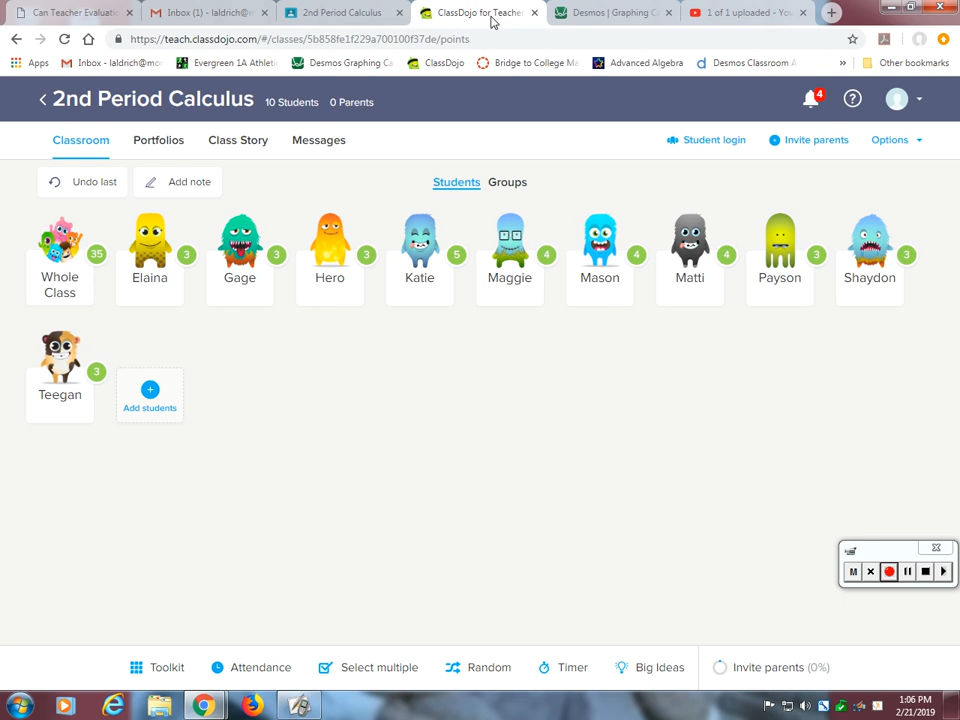 Can Teacher Evaluatio
Inbox (1) - laldrich@e
2nd Period Calculus
ClassDojo for Teache
Desmos | Graphing C
1 of 1 uploaded - You
https://teach.classdojo.com/#/classes/5b858fe1f229a700100f37de/points
Apps
Inbox - laldrich@mor
Evergreen 1A Athleti
Desmos Graphing Ca
ClassDojo
Bridge to College Ma
Advanced Algebra
Desmos Classroom A
»
Other bookmarks
2nd Period Calculus 10 Students 0 Parents
4
Classroom Portfolios Class Story Messages
Student login Invite parents Options
Undo last Add note
Students Groups
35 3 3 3 5 4 4 4 3 3
Whole Class
Elaina Gage Hero Katie Maggie Mason Matti Payson Shaydon
3
Teegan
Add students
M
Toolkit Attendance Select multiple Random Timer Big Ideas Invite parents (0%)
1:06 PM
2/21/2019